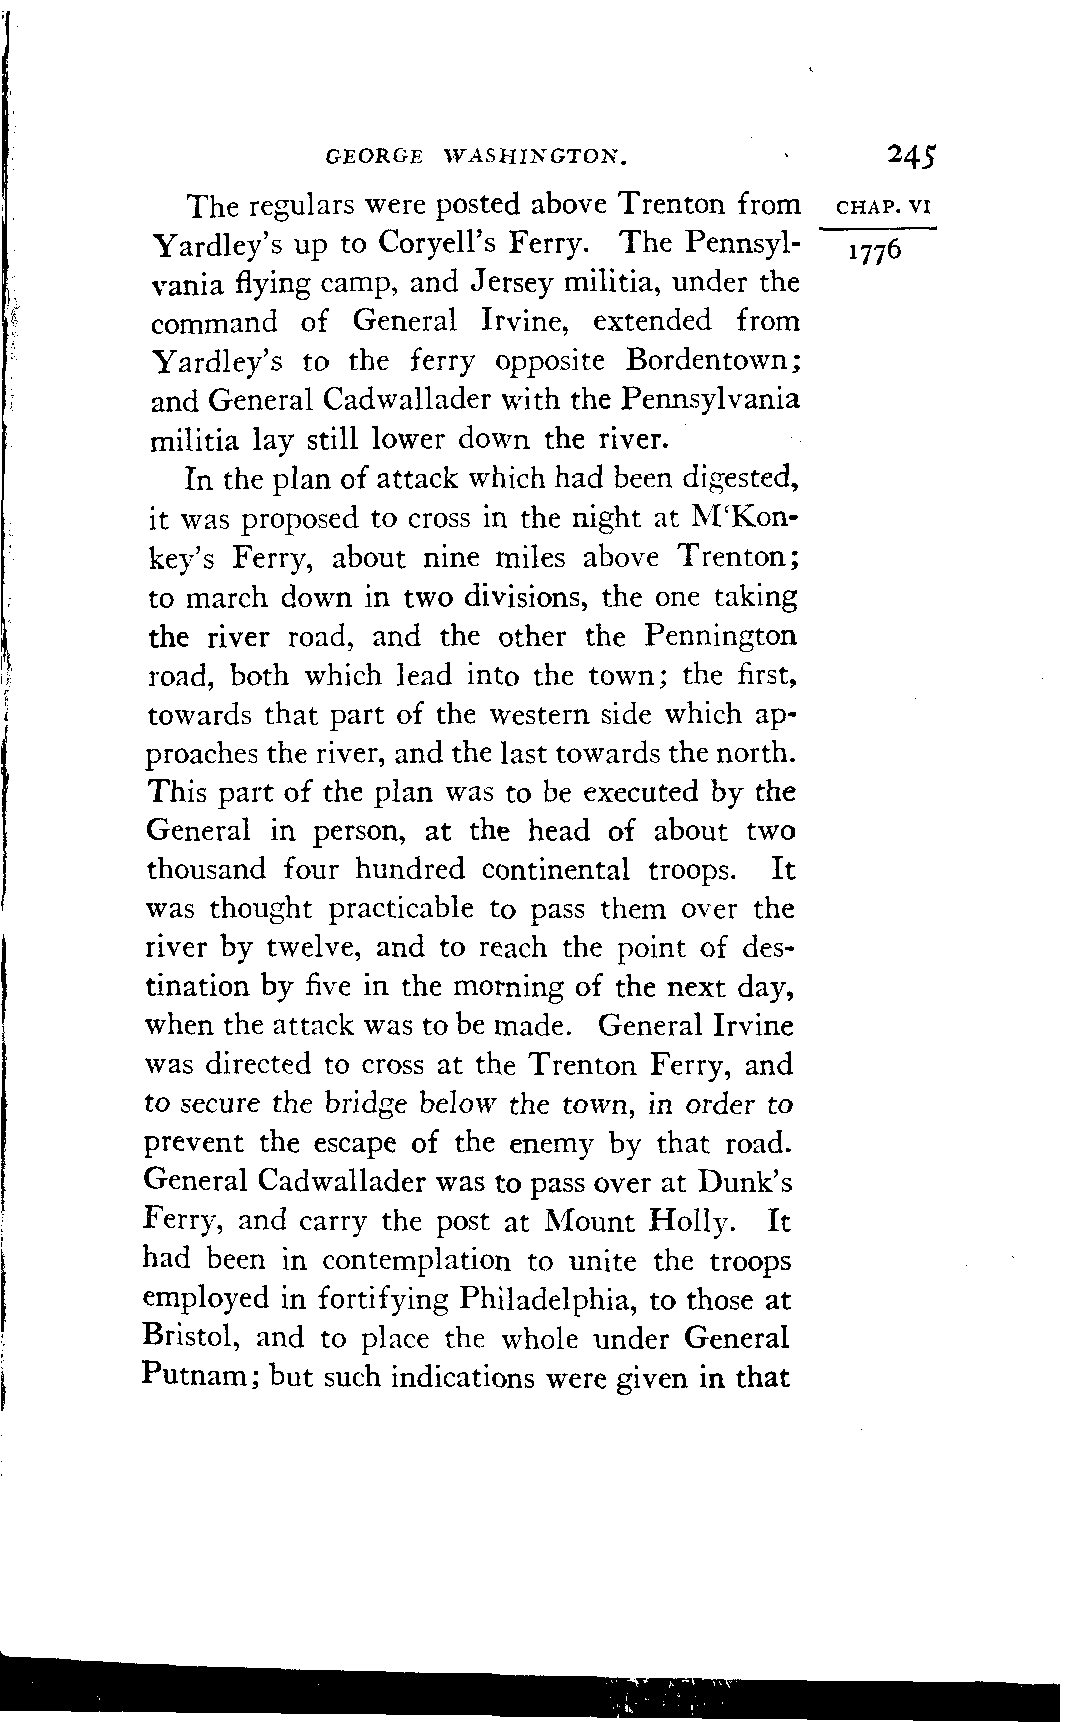 GEORGE WASHINGTON. 245
The regulars were posted above Trenton from CHAP. VI
Yardley's up to Coryell's Ferry. The Pennsyl- 1776
vania flying camp, and Jersey militia, under the
command of General Irvine, extended from
Yardley's to the ferry opposite Bordentown;
and General Cadwallader with the Pennsylvania
militia lay still lower down the river.
In the plan of attack which had been digested,
it was proposed to cross in the night at M'Kon-
key's Ferry, about nine miles above Trenton;
to march down in two divisions, the one taking
the river road, and the other the Pennington
road, both which lead into the town; the first,
towards that part of the western side which ap-
proaches the river, and the last towards the north.
This part of the plan was to be executed by the
General in person, at the head of about two
thousand four hundred continental troops. It
was thought practicable to pass them over the
river by twelve, and to reach the point of des-
tination by five in the morning of the next day,
when the attack was to be made. General Irvine
was directed to cross at the Trenton Ferry, and
to secure the bridge below the town, in order to
prevent the escape of the enemy by that road.
General Cadwallader was to pass over at Dunk's
Ferry, and carry the post at Mount Holly. It
had been in contemplation to unite the troops
employed in fortifying Philadelphia, to those at
Bristol, and to place the whole under General
Putnam; but such indications were given in that